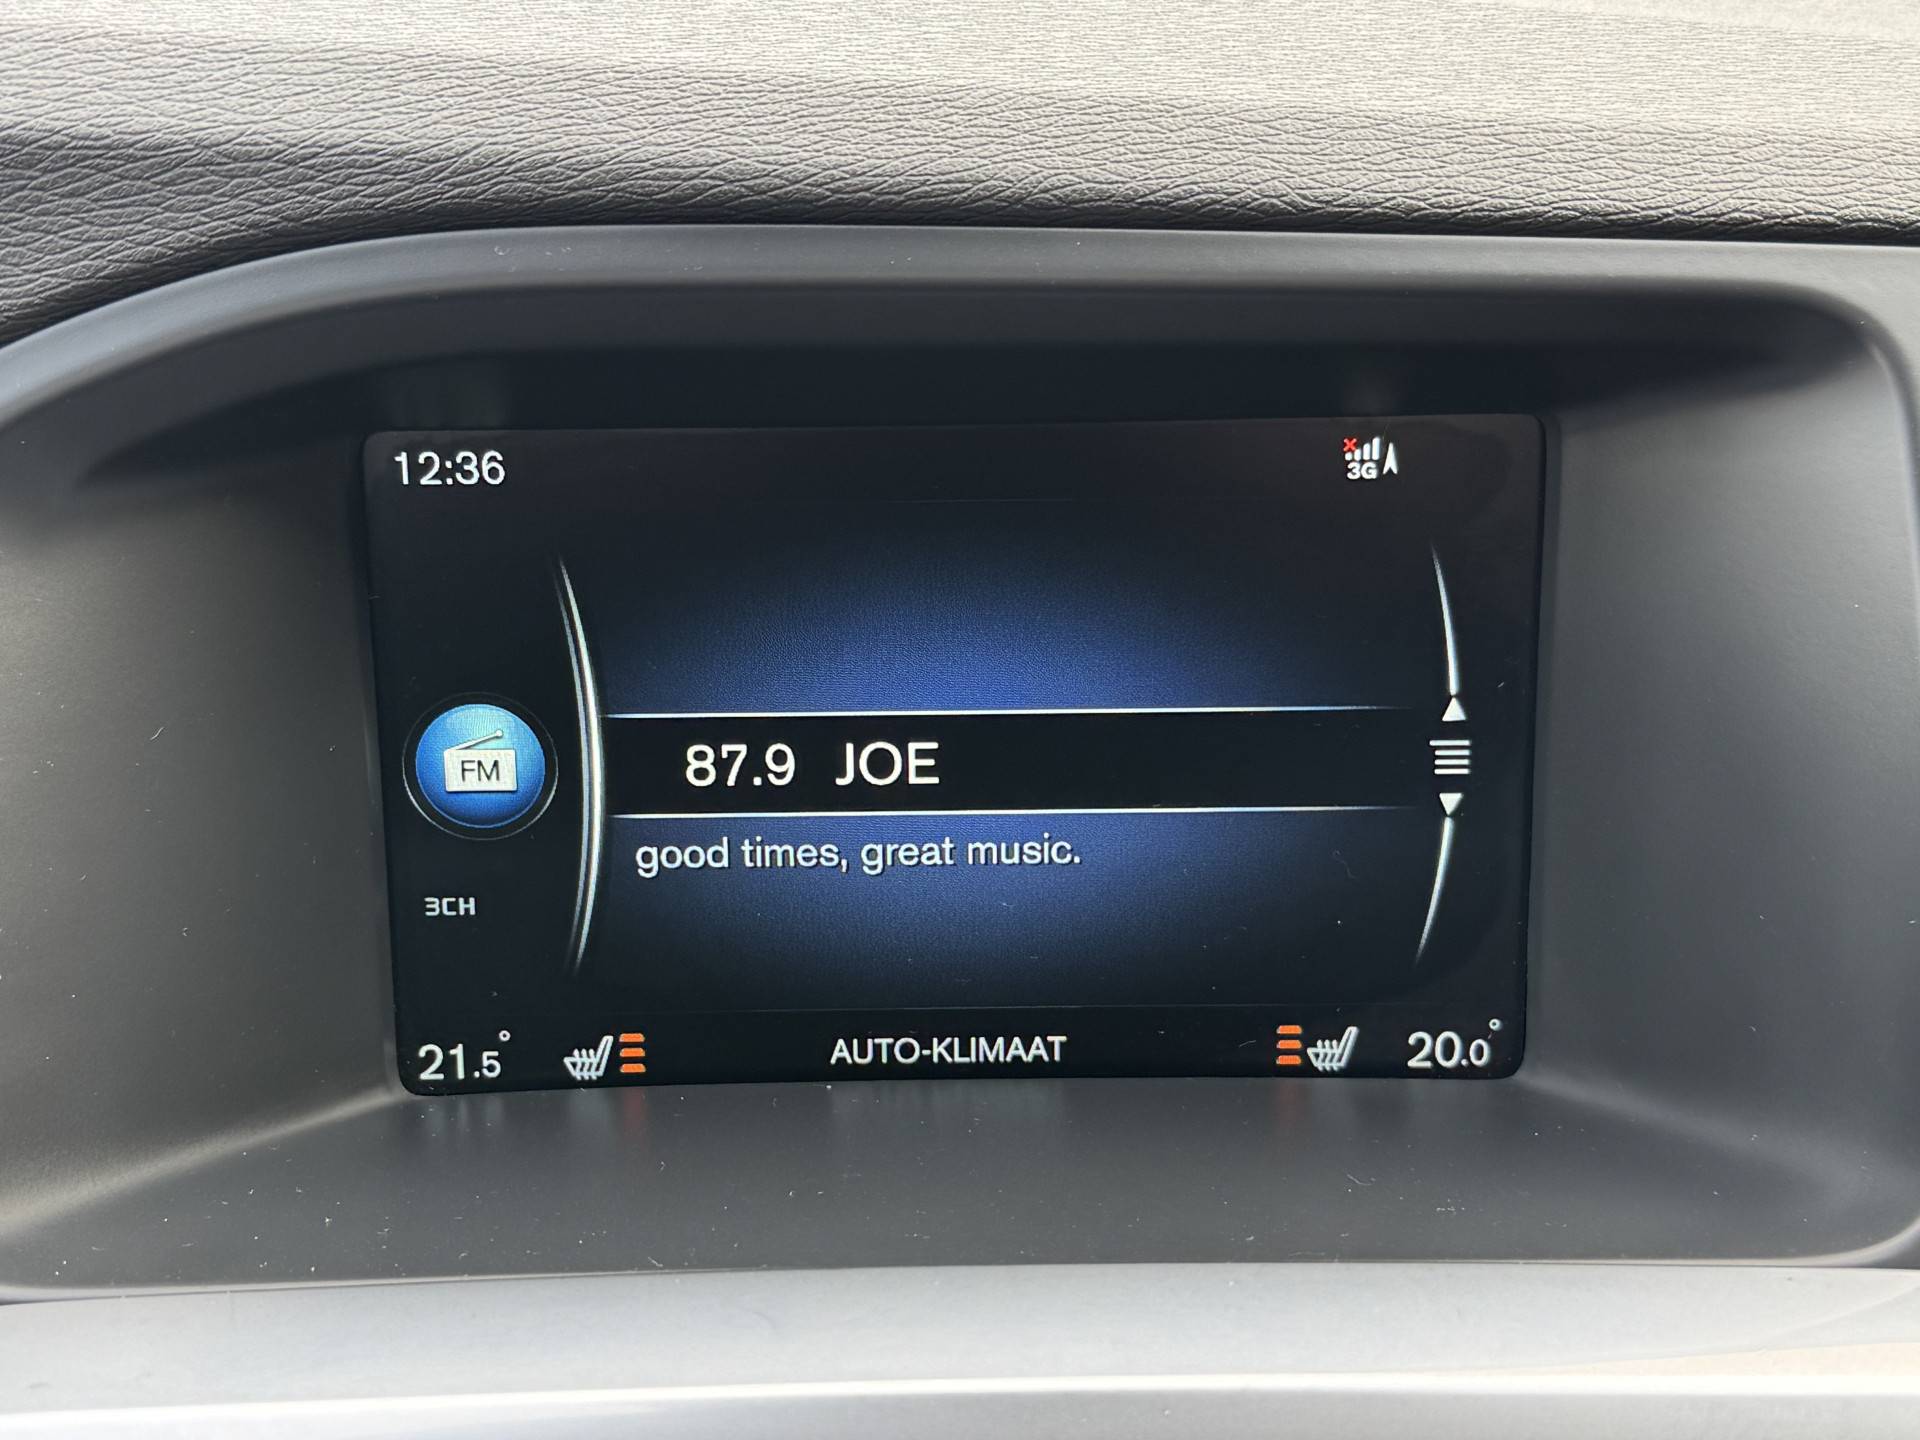 12:36
3G
87.9 JOE
FM
good times, great music.
3CH
21.5° AUTO-KLIMAAT 20.0°